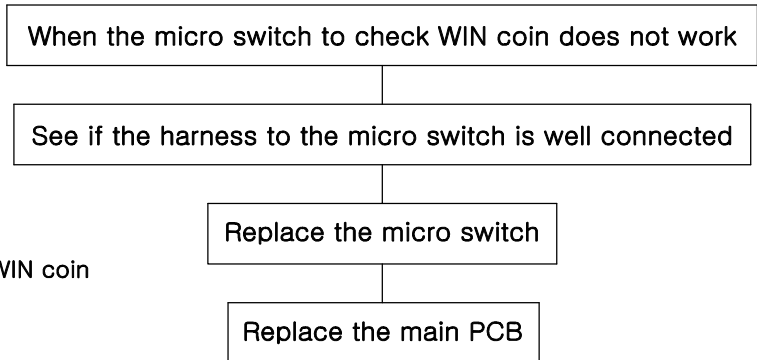 When the micro switch to check WIN coin does not work
See if the harness to the micro switch is well connected
Replace the micro switch
WIN coin
Replace the main PCB